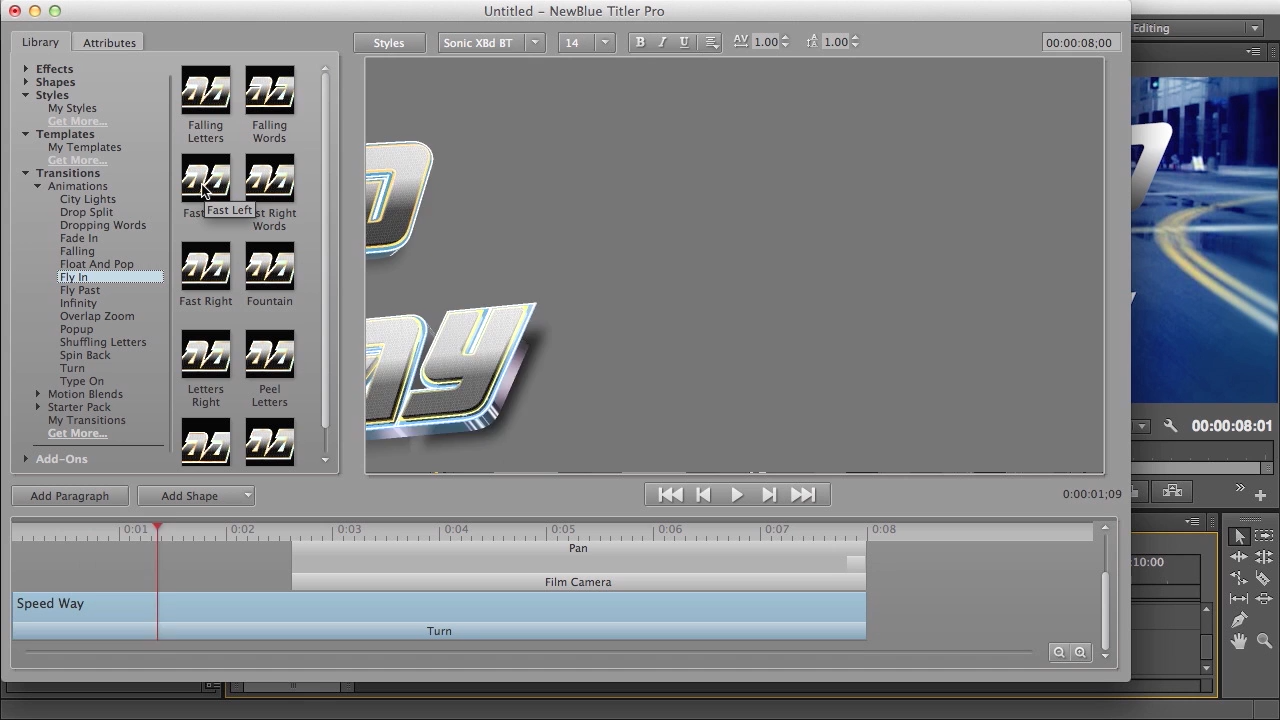 Untitled - NewBlue Titler Pro
Library
Attributes
Styles
Sonic XBd BT
14
B I U
AV 1.00
1.00
00:00:08;00
Editing
Effects
Shapes
Styles
My Styles
Get More...
Templates
My Templates
Get More...
Transitions
Animations
City Lights
Drop Split
Dropping Words
Fade In
Falling
Float And Pop
Fly In
Fly Past
Infinity
Overlap Zoom
Popup
Shuffling Letters
Spin Back
Turn
Type On
Motion Blends
Starter Pack
My Transitions
Get More...
Add-Ons
Falling
Letters
Falling
Words
Fast
Fast Left
st Right
Words
Fast Right
Fountain
Letters
Right
Peel
Letters
ny
00:00:08:01
Add Paragraph
Add Shape
0:00:01;09
0:01
0:02
0:03
0:04
0:05
0:06
0:07
0:08
Pan
Film Camera
Speed Way
Turn
10:00